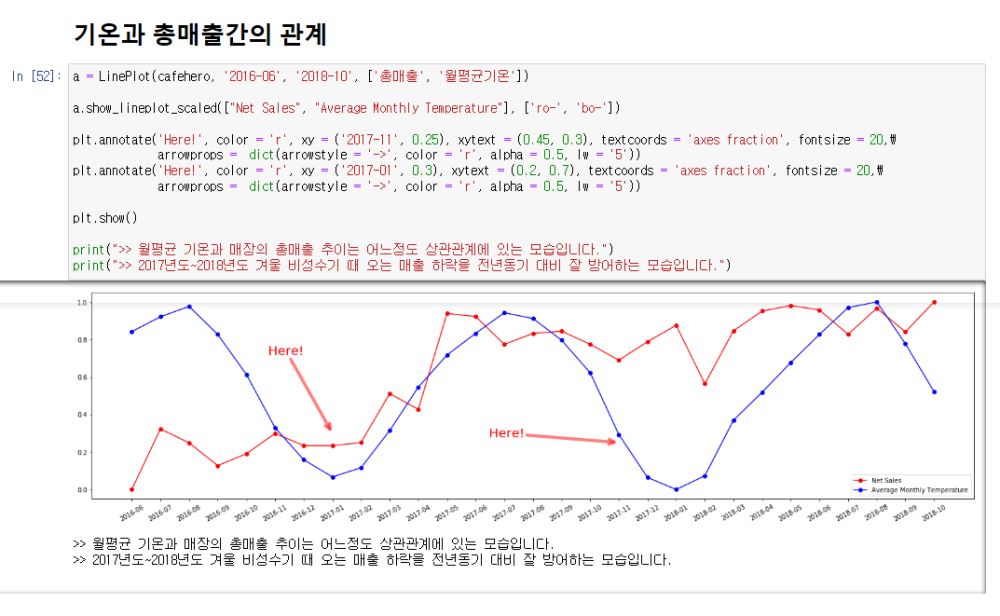 기온과 총매출간의 관계
In [52]: a = LinePlot(cafehero, '2016-06', '2018-10', ['총매출', '월평균기온'])
a.show_lineplot_scaled(["Net Sales", "Average Monthly Temperature"], ['ro-', 'bo-'])
plt.annotate('Here!', color = 'r', xy = ('2017-11', 0.25), xytext = (0.45, 0.3), textcoords = 'axes fraction', fontsize = 20,₩
arrowprops = dict(arrowstyle = '->', color = 'r', alpha = 0.5, lw = '5'))
plt.annotate('Here!', color = 'r', xy = ('2017-01', 0.3), xytext = (0.2, 0.7), textcoords = 'axes fraction', fontsize = 20,₩
arrowprops = dict(arrowstyle = '->', color = 'r', alpha = 0.5, lw = '5'))
plt.show()
print(">> 월평균 기온과 매장의 총매출 추이는 어느정도 상관관계에 있는 모습입니다.")
print(">> 2017년도~2018년도 겨울 비성수기 때 오는 매출 하락을 전년동기 대비 잘 방어하는 모습입니다.")
1.0
0.8
0.6
0.4
0.2
0.0
Here!
Here!
Net Sales
Average Monthly Temperature
2016-06 2016-07 2016-08 2016-09 2016-10 2016-11 2016-12 2017-01 2017-02 2017-03 2017-04 2017-05 2017-06 2017-07 2017-08 2017-09 2017-10 2017-11 2017-12 2018-01 2018-02 2018-03 2018-04 2018-05 2018-06 2018-07 2018-08 2018-09 2018-10
>> 월평균 기온과 매장의 총매출 추이는 어느정도 상관관계에 있는 모습입니다.
>> 2017년도~2018년도 겨울 비성수기 때 오는 매출 하락을 전년동기 대비 잘 방어하는 모습입니다.